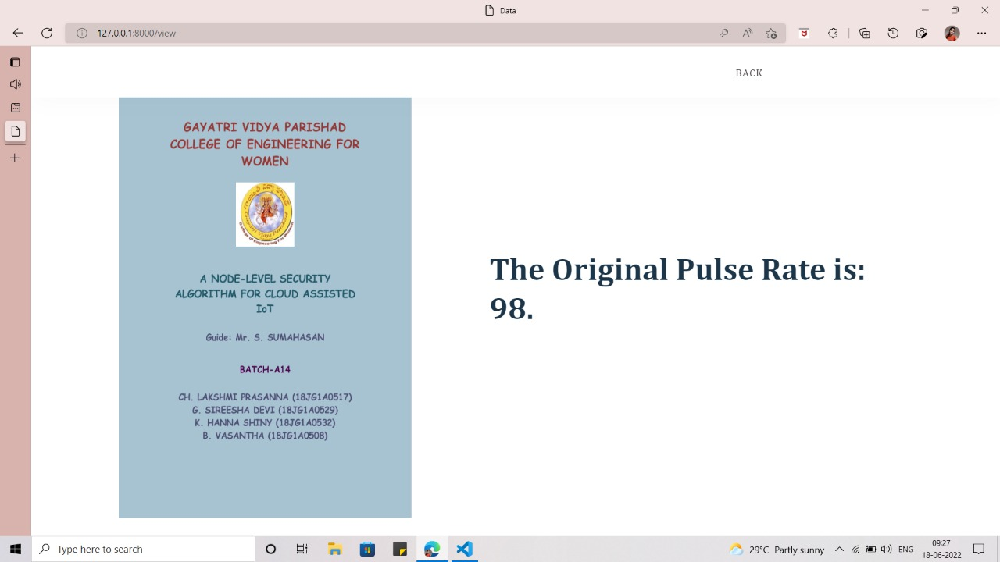 Data
127.0.0.1:8000/view
BACK
GAYATRI VIDYA PARISHAD
COLLEGE OF ENGINEERING FOR
WOMEN
A NODE-LEVEL SECURITY
ALGORITHM FOR CLOUD ASSISTED
IoT
Guide: Mr. S. SUMAHASAN
BATCH-A14
CH. LAKSHMI PRASANNA (18JG1A0517)
G. SIREESHA DEVI (18JG1A0529)
K. HANNA SHINY (18JG1A0532)
B. VASANTHA (18JG1A0508)
The Original Pulse Rate is:
98.
Type here to search
29°C Partly sunny
ENG
09:27
18-06-2022